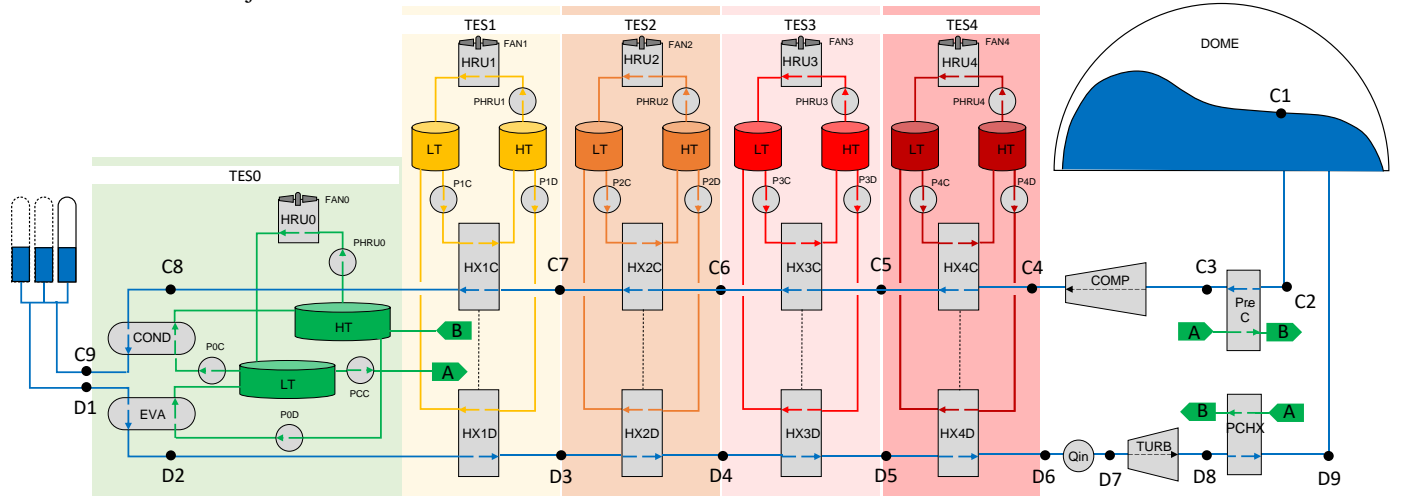 TES1
TES2
TES3
TES4
FAN1
FAN2
FAN3
FAN4
HRU1
HRU2
HRU3
HRU4
DOME
PHRU1
PHRU2
PHRU3
PHRU4
C1
LT
HT
LT
HT
LT
HT
LT
HT
TES0
P1C
P1D
P2C
P2D
P3C
P3D
P4C
P4D
FAN0
HRU0
PHRU0
C8
HX1C
C7
HX2C
C6
HX3C
C5
HX4C
C4
COMP
C3
Pre
C
C2
HT
B
A
B
COND
C9
P0C
LT
PCC
A
D1
EVA
P0D
HX1D
HX2D
HX3D
HX4D
B
A
PCHX
D2
D3
D4
D5
D6
Qin
D7
TURB
D8
D9